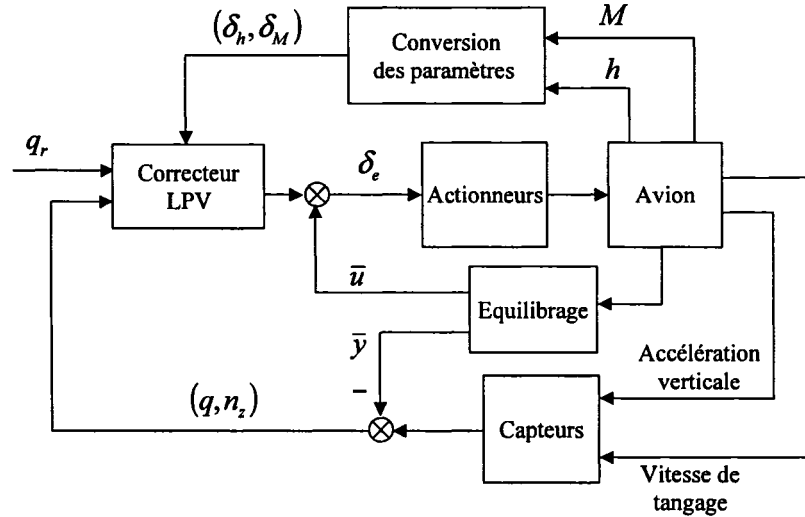 (δ_h, δ_M)
Conversion
des paramètres
M
h
q_r
Correcteur
LPV
δ_e
Actionneurs
Avion
u̅
Equilibrage
y̅
Accélération
verticale
–
(q, n_z)
Capteurs
Vitesse de
tangage